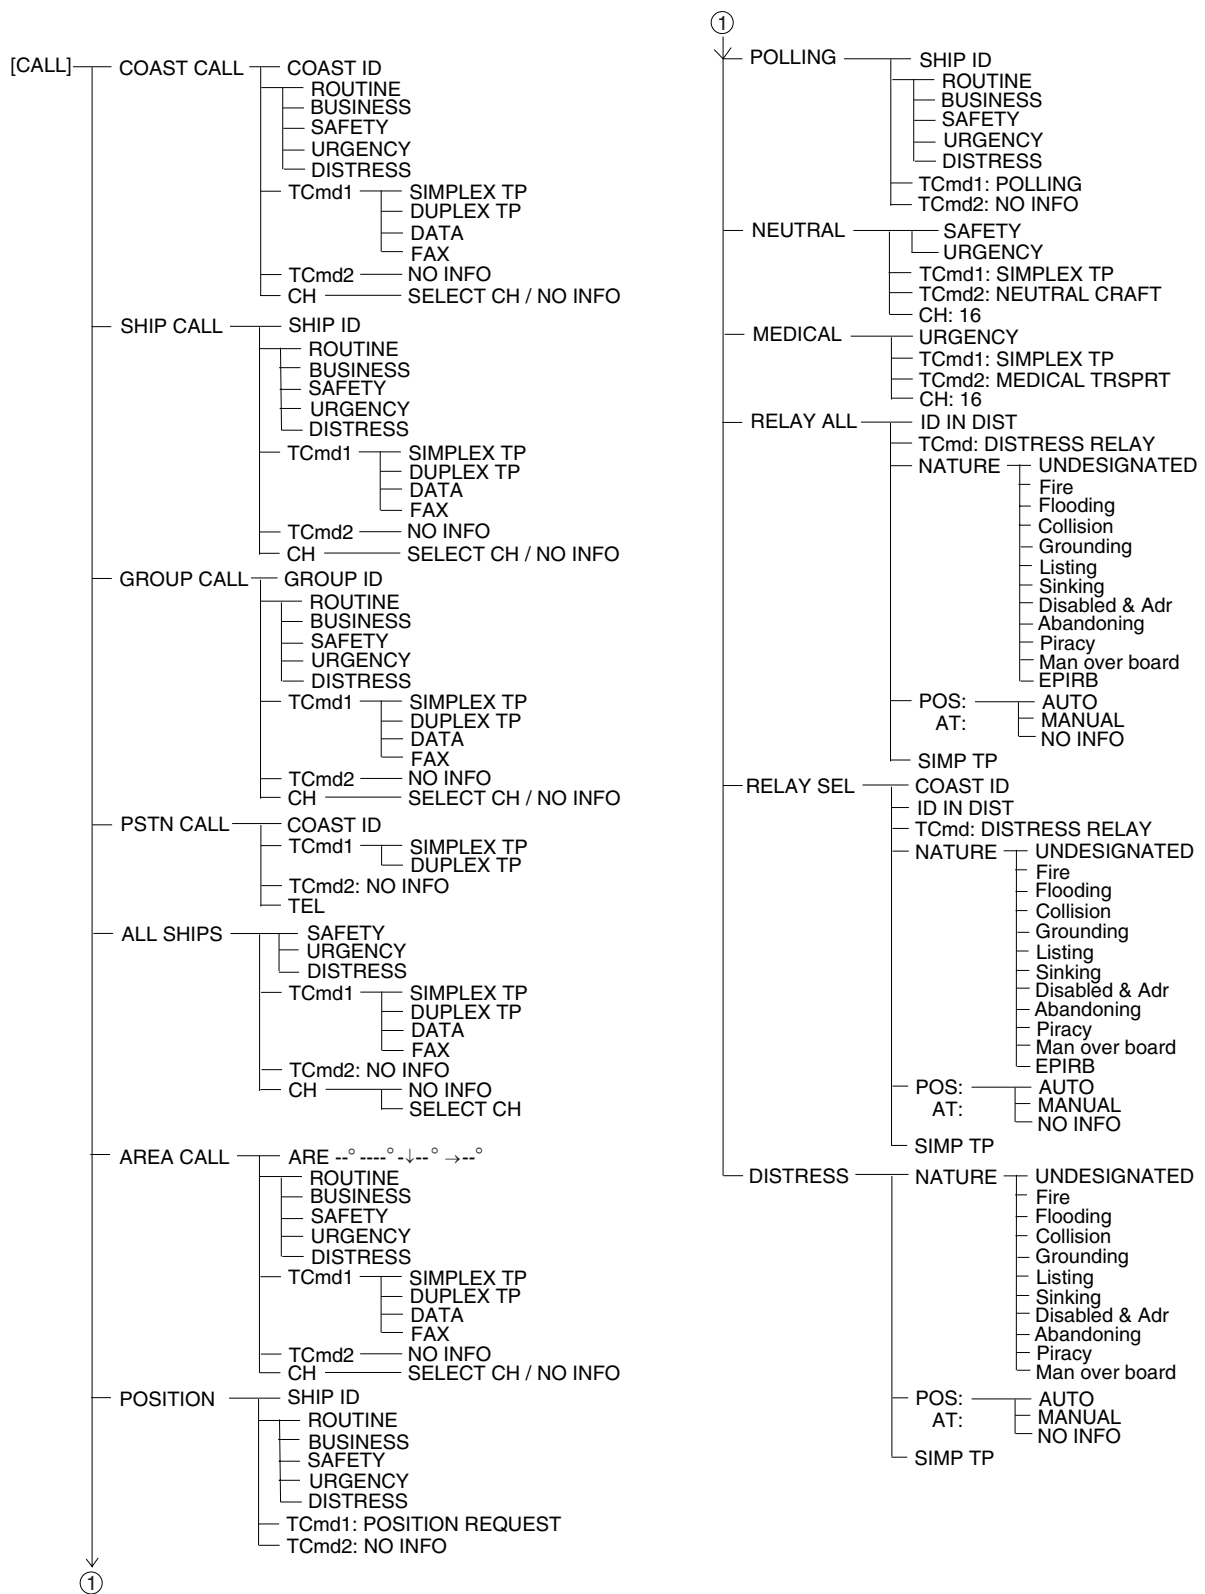 [CALL] COAST CALL COAST ID
ROUTINE
BUSINESS
SAFETY
URGENCY
DISTRESS
TCmd1 SIMPLEX TP
DUPLEX TP
DATA
FAX
TCmd2 NO INFO
CH SELECT CH / NO INFO
SHIP CALL SHIP ID
ROUTINE
BUSINESS
SAFETY
URGENCY
DISTRESS
TCmd1 SIMPLEX TP
DUPLEX TP
DATA
FAX
TCmd2 NO INFO
CH SELECT CH / NO INFO
GROUP CALL GROUP ID
ROUTINE
BUSINESS
SAFETY
URGENCY
DISTRESS
TCmd1 SIMPLEX TP
DUPLEX TP
DATA
FAX
TCmd2 NO INFO
CH SELECT CH / NO INFO
PSTN CALL COAST ID
TCmd1 SIMPLEX TP
DUPLEX TP
TCmd2: NO INFO
TEL
ALL SHIPS SAFETY
URGENCY
DISTRESS
TCmd1 SIMPLEX TP
DUPLEX TP
DATA
FAX
TCmd2: NO INFO
CH NO INFO
SELECT CH
AREA CALL ARE --° ----° -↓--° →--°
ROUTINE
BUSINESS
SAFETY
URGENCY
DISTRESS
TCmd1 SIMPLEX TP
DUPLEX TP
DATA
FAX
TCmd2 NO INFO
CH SELECT CH / NO INFO
POSITION SHIP ID
ROUTINE
BUSINESS
SAFETY
URGENCY
DISTRESS
TCmd1: POSITION REQUEST
TCmd2: NO INFO
①
①
POLLING SHIP ID
ROUTINE
BUSINESS
SAFETY
URGENCY
DISTRESS
TCmd1: POLLING
TCmd2: NO INFO
NEUTRAL SAFETY
URGENCY
TCmd1: SIMPLEX TP
TCmd2: NEUTRAL CRAFT
CH: 16
MEDICAL URGENCY
TCmd1: SIMPLEX TP
TCmd2: MEDICAL TRSPRT
CH: 16
RELAY ALL ID IN DIST
TCmd: DISTRESS RELAY
NATURE UNDESIGNATED
Fire
Flooding
Collision
Grounding
Listing
Sinking
Disabled & Adr
Abandoning
Piracy
Man over board
EPIRB
POS: AUTO
AT: MANUAL
NO INFO
SIMP TP
RELAY SEL COAST ID
ID IN DIST
TCmd: DISTRESS RELAY
NATURE UNDESIGNATED
Fire
Flooding
Collision
Grounding
Listing
Sinking
Disabled & Adr
Abandoning
Piracy
Man over board
EPIRB
POS: AUTO
AT: MANUAL
NO INFO
SIMP TP
DISTRESS NATURE UNDESIGNATED
Fire
Flooding
Collision
Grounding
Listing
Sinking
Disabled & Adr
Abandoning
Piracy
Man over board
POS: AUTO
AT: MANUAL
NO INFO
SIMP TP